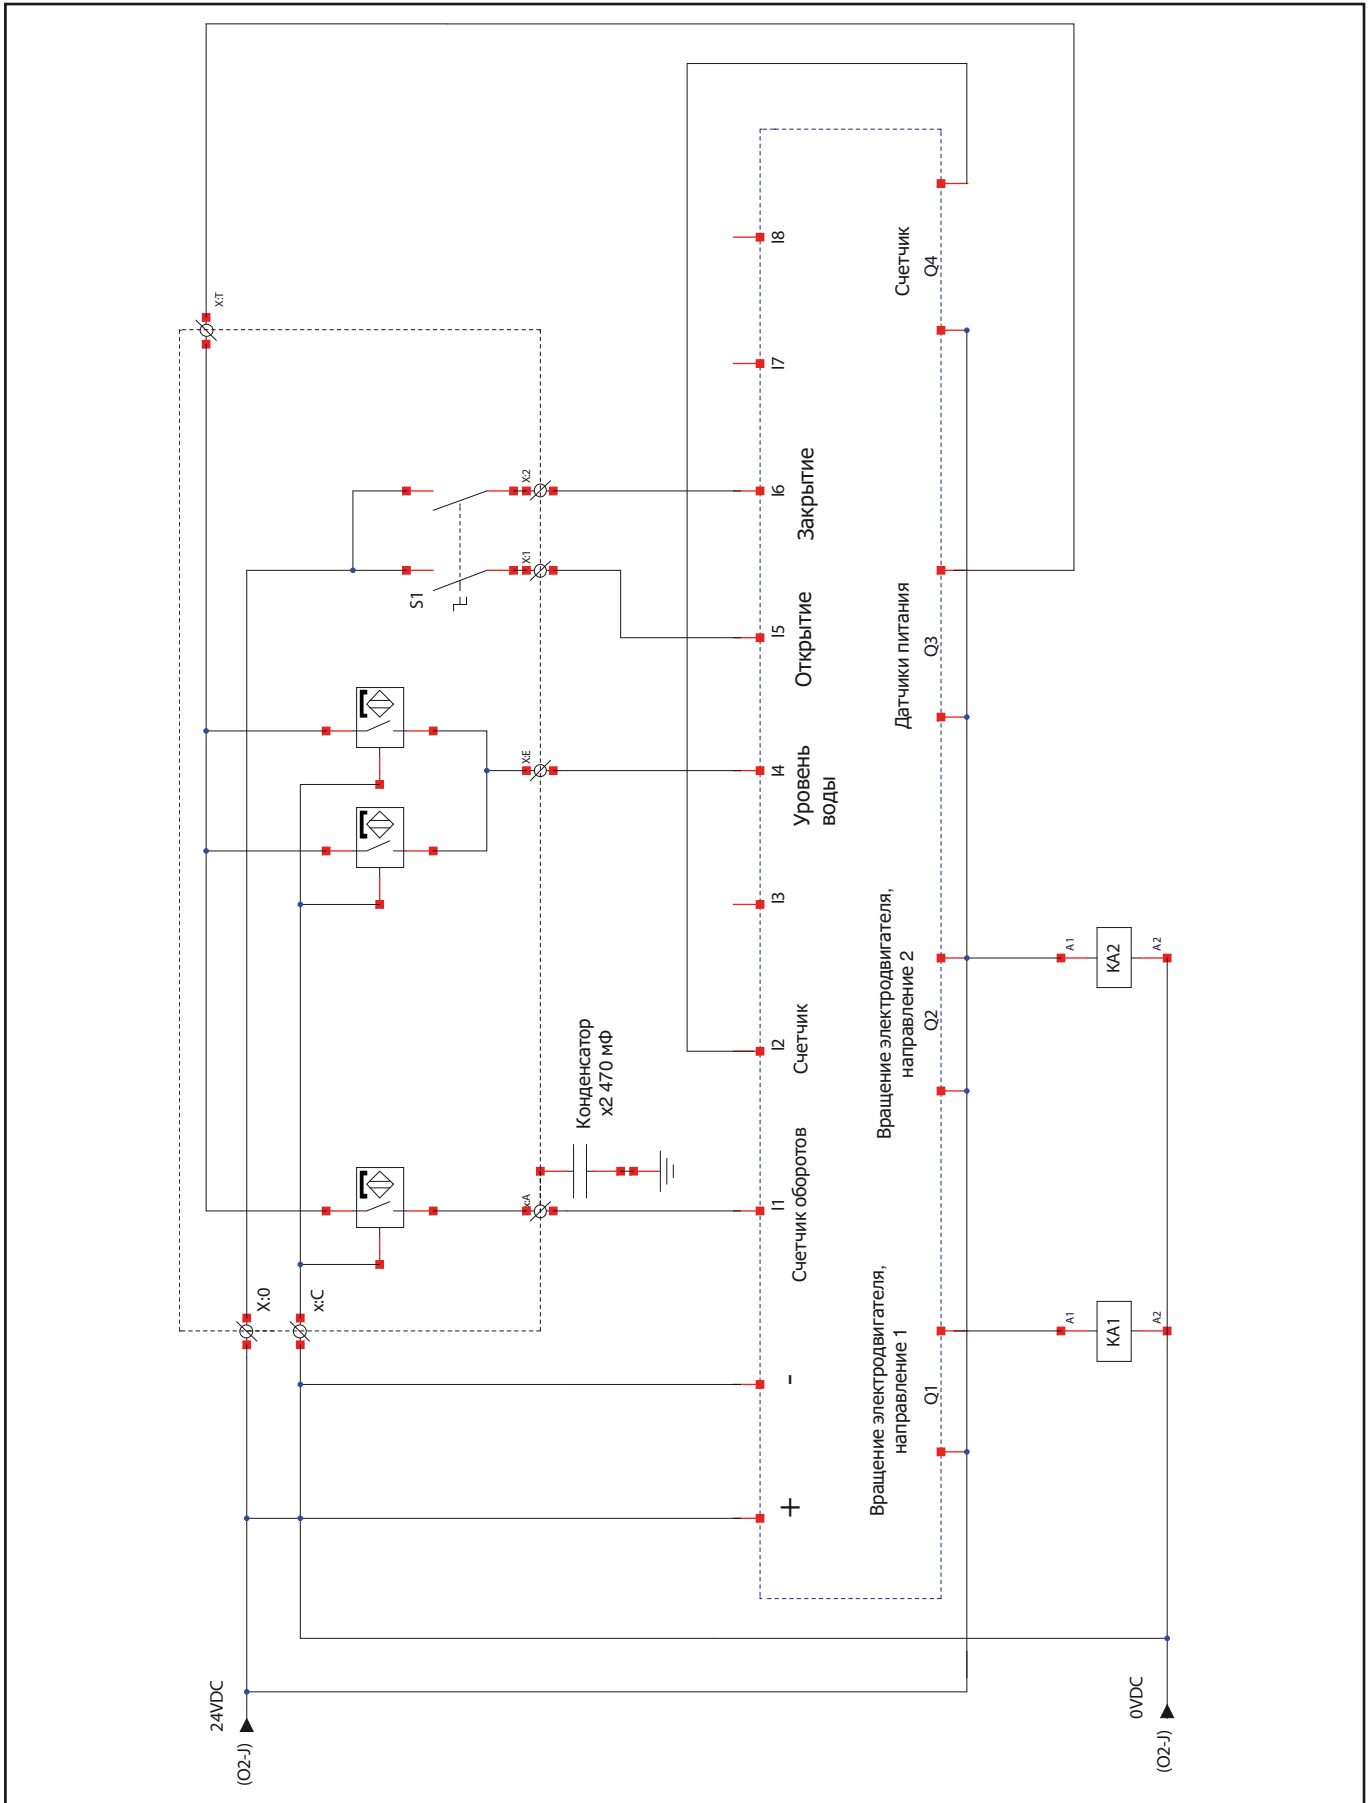 24VDC
(O2-J)
0VDC
(O2-J)
X:0
x:C
X:T
S1
X:2
X:1
X:E
x:A
Конденсатор
x2 470 мФ
+
-
I1
Счетчик оборотов
I2
Счетчик
I3
I4
Уровень
воды
I5
Открытие
I6
Закрытие
I7
I8
Вращение электродвигателя,
направление 1
Q1
Вращение электродвигателя,
направление 2
Q2
Датчики питания
Q3
Счетчик
Q4
A1
KA1
A2
A1
KA2
A2